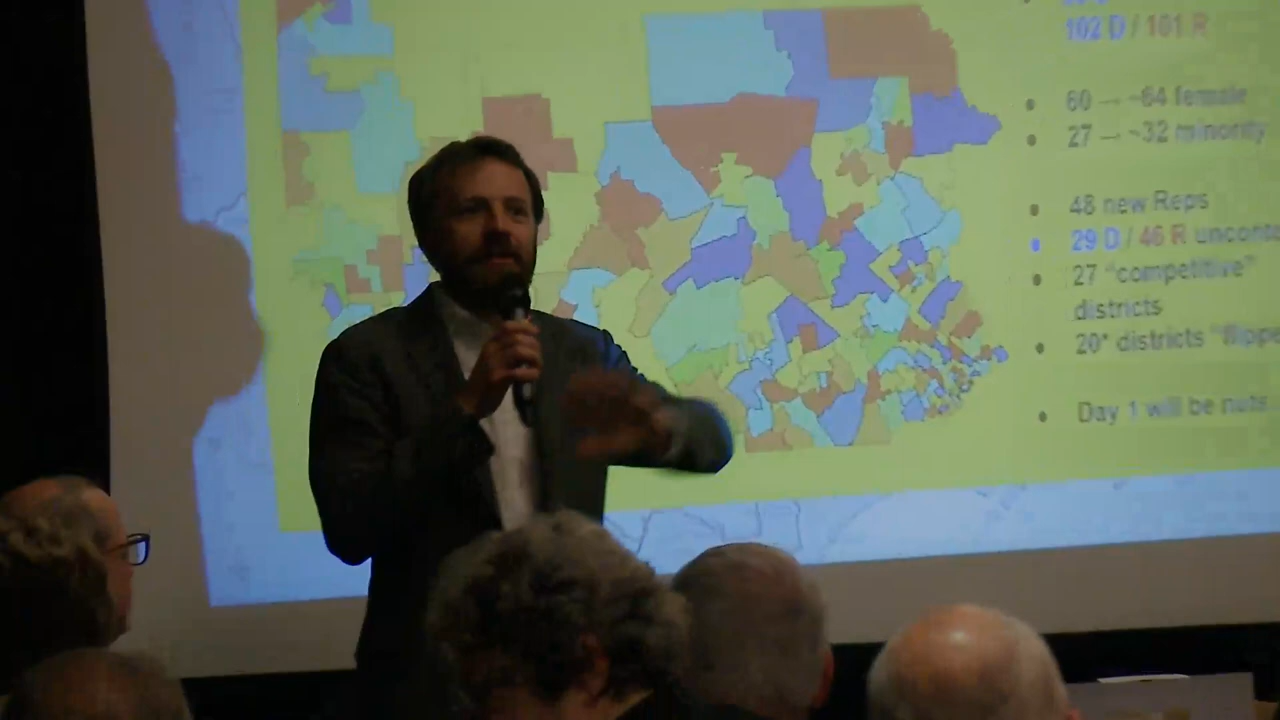 102 D / 101 R
60 — ~64 female
27 — ~32 minority
48 new Reps
29 D / 46 R
27 "competitive"
districts
20* districts
Day 1 will be nuts